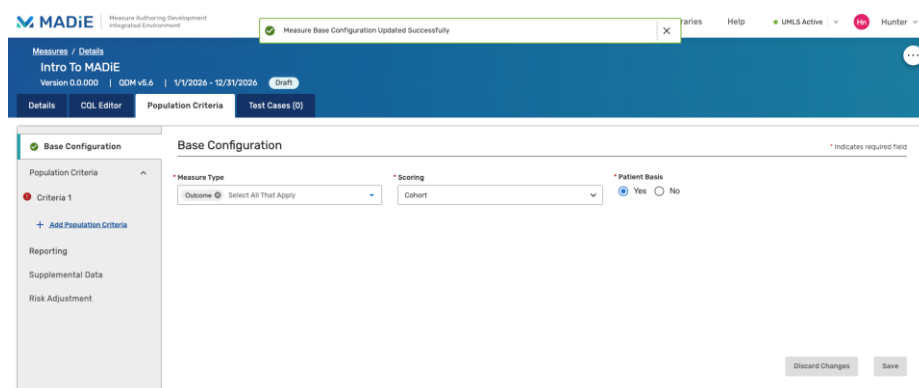 MADiE Measure Authoring Development
Integrated Environment
Measure Base Configuration Updated Successfully
raries Help UMLS Active Hn Hunter
Measures / Details
Intro To MADiE
Version 0.0.000 | QDM v5.6 | 1/1/2026 - 12/31/2026 Draft
Details CQL Editor Population Criteria Test Cases (0)
Base Configuration
Population Criteria
Criteria 1
+ Add Population Criteria
Reporting
Supplemental Data
Risk Adjustment
Base Configuration
* Indicates required field
* Measure Type * Scoring * Patient Basis
Outcome Select All That Apply Cohort Yes No
Discard Changes Save